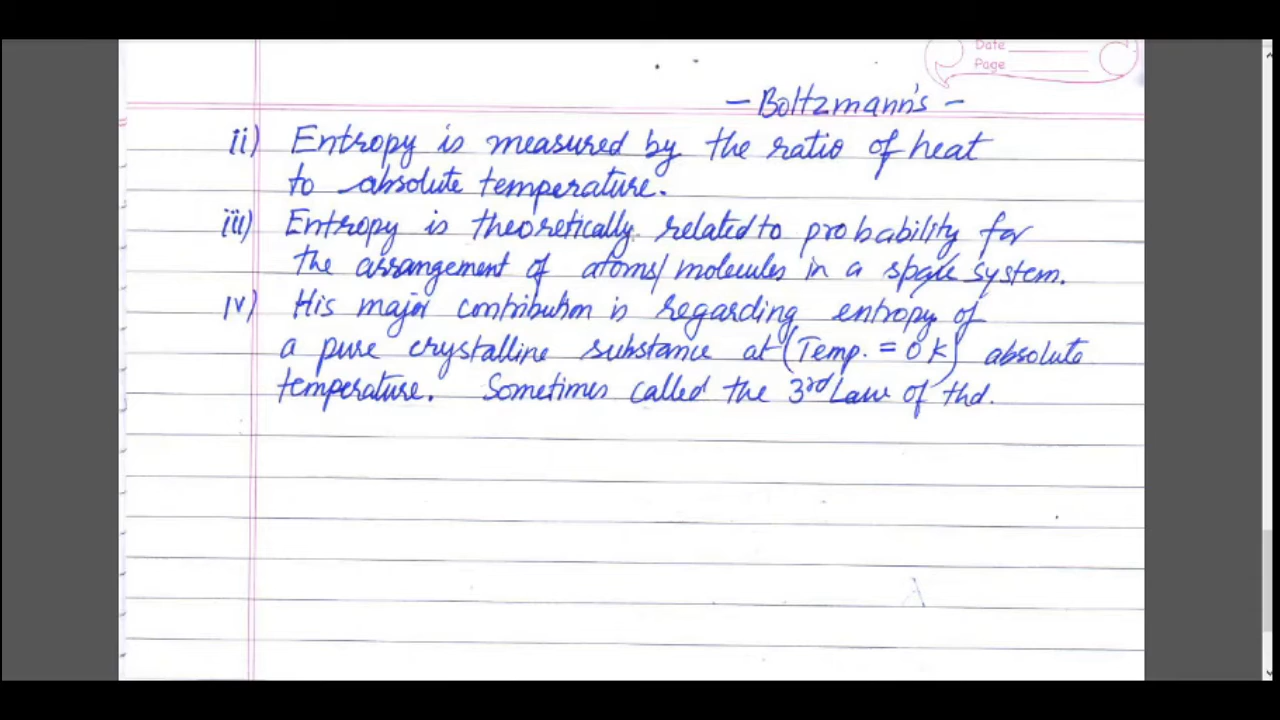 Date
Page
- Boltzmann's -
ii) Entropy is measured by the ratio of heat
to absolute temperature.
iii) Entropy is theoretically related to probability for
the arrangement of atoms/molecules in a space system.
iv) His major contribution is regarding entropy of
a pure crystalline substance at (Temp. = 0 K) absolute
temperature. Sometimes called the 3rd Law of thd.